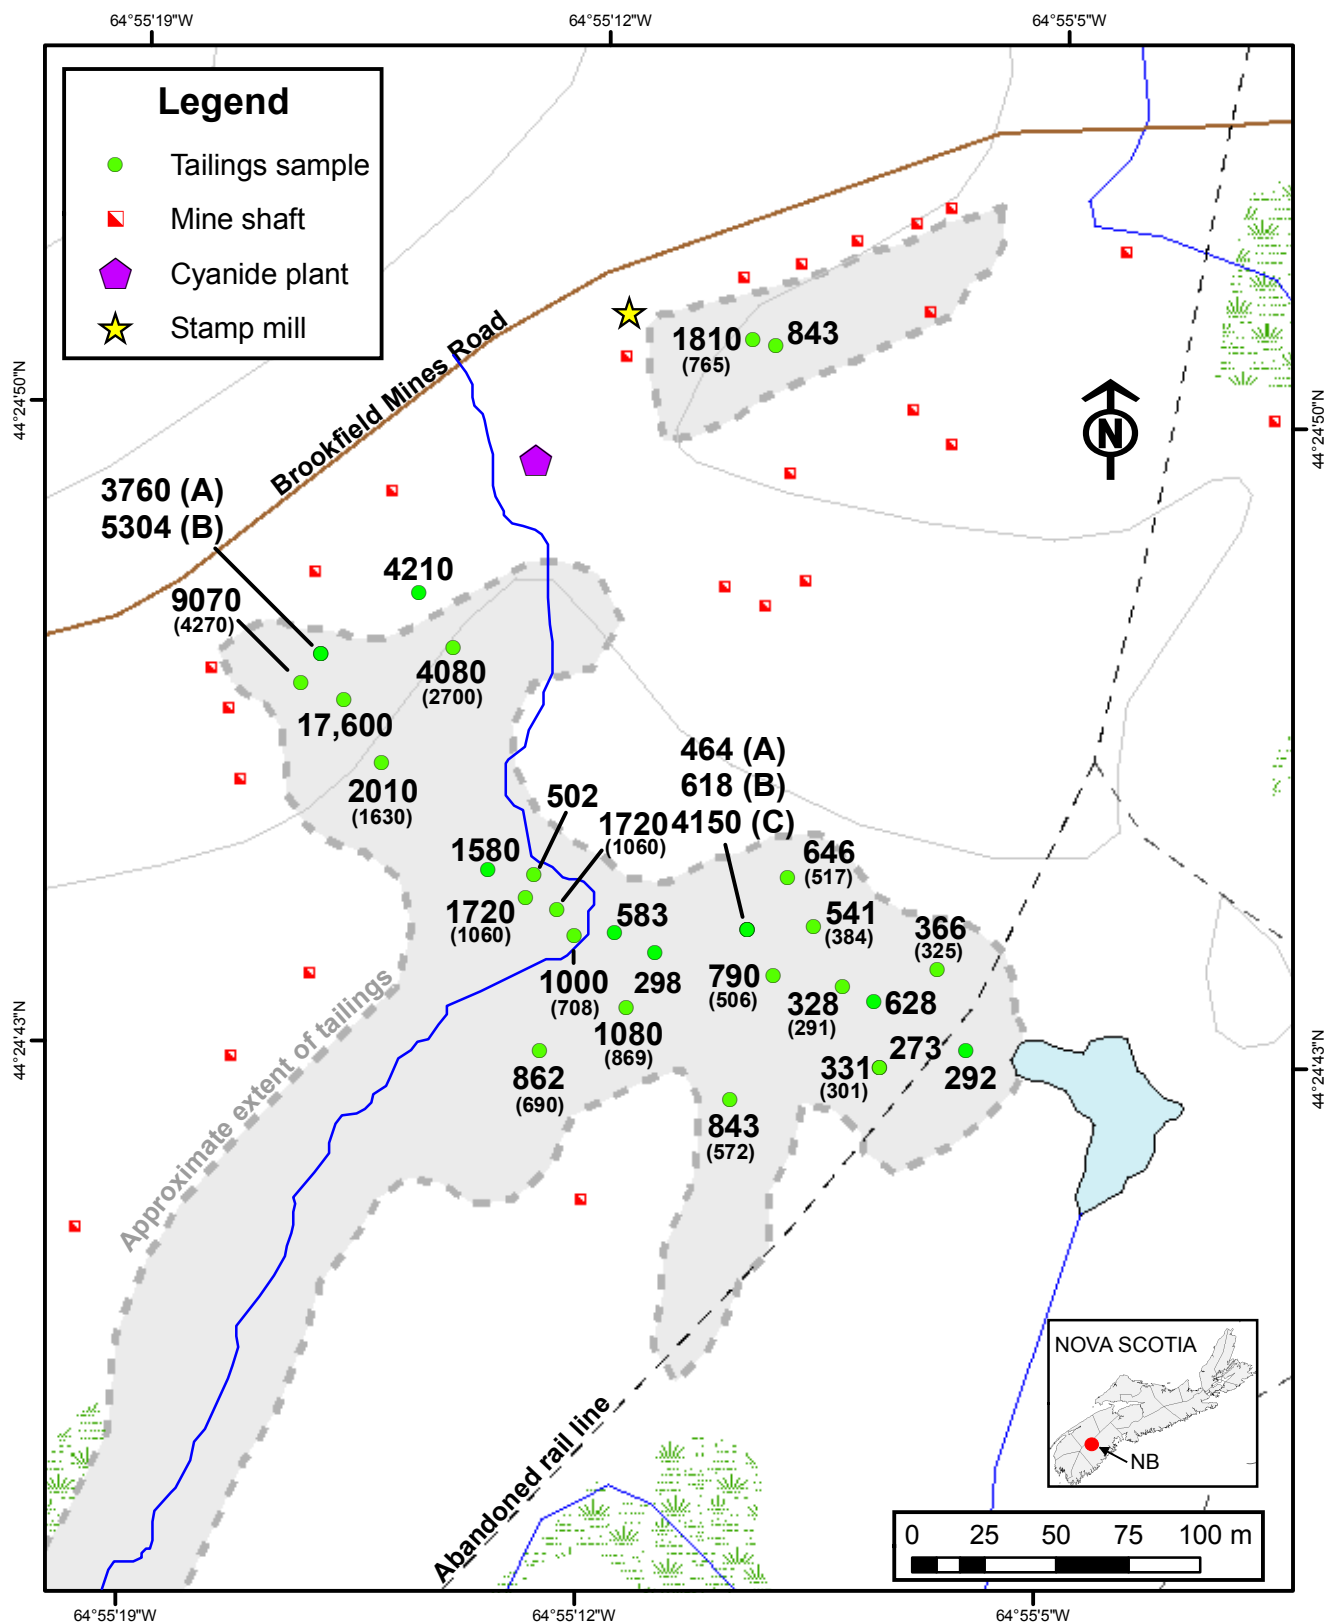 64°55'19"W
64°55'12"W
64°55'5"W
Legend
Tailings sample
Mine shaft
Cyanide plant
Stamp mill
Brookfield Mines Road
1810
(765)
843
44°24'50"N
44°24'50"N
N
3760 (A)
5304 (B)
4210
9070
(4270)
4080
(2700)
17,600
2010
(1630)
464 (A)
618 (B)
4150 (C)
502
1720
(1060)
1580
646
(517)
1720
(1060)
583
541
(384)
366
(325)
1000
(708)
298
790
(506)
328
(291)
628
1080
(869)
273
44°24'43"N
44°24'43"N
862
(690)
331
(301)
292
843
(572)
Approximate extent of tailings
Abandoned rail line
NOVA SCOTIA
NB
0 25 50 75 100 m
64°55'19"W
64°55'12"W
64°55'5"W